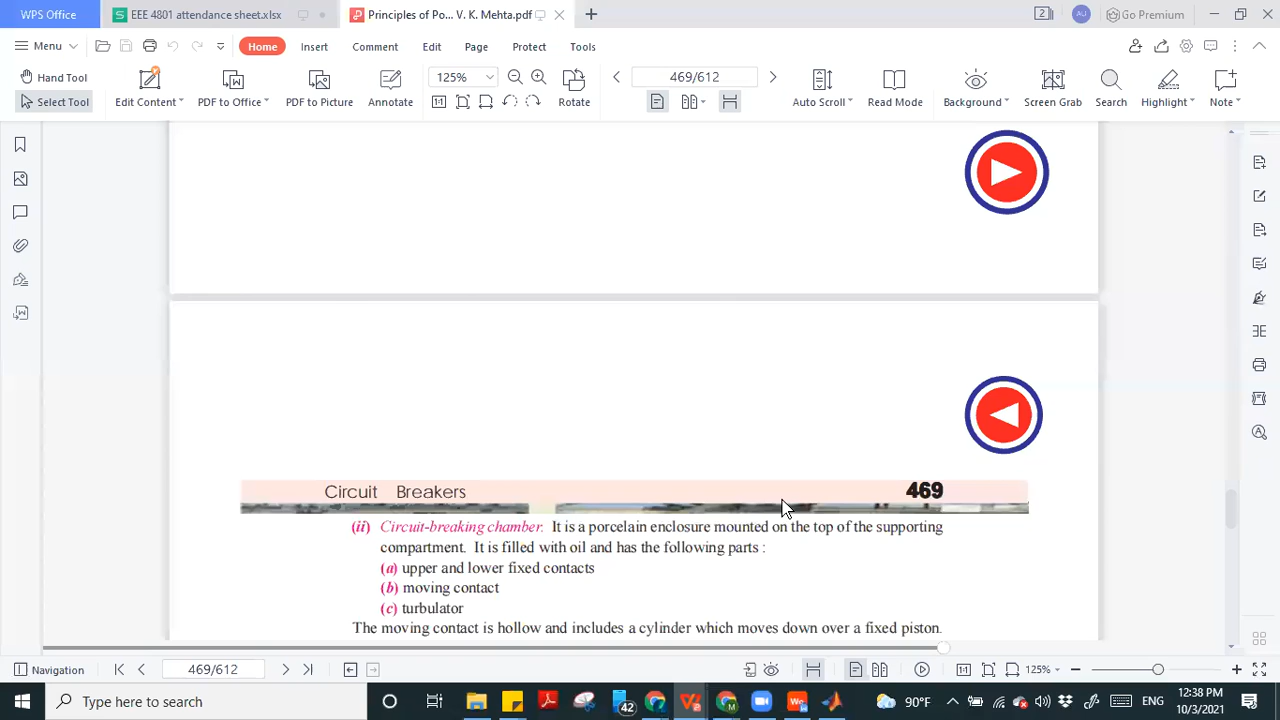 WPS Office
EEE 4801 attendance sheet.xlsx
Principles of Po... V. K. Mehta.pdf
2
AU
Go Premium
Menu
Home
Insert
Comment
Edit
Page
Protect
Tools
Hand Tool
Select Tool
Edit Content
PDF to Office
PDF to Picture
Annotate
125%
Rotate
469/612
Auto Scroll
Read Mode
Background
Screen Grab
Search
Highlight
Note
Circuit Breakers 469
(ii) Circuit-breaking chamber. It is a porcelain enclosure mounted on the top of the supporting
compartment. It is filled with oil and has the following parts :
(a) upper and lower fixed contacts
(b) moving contact
(c) turbulator
The moving contact is hollow and includes a cylinder which moves down over a fixed piston.
Navigation
469/612
125%
Type here to search
42
90°F
ENG
12:38 PM
10/3/2021